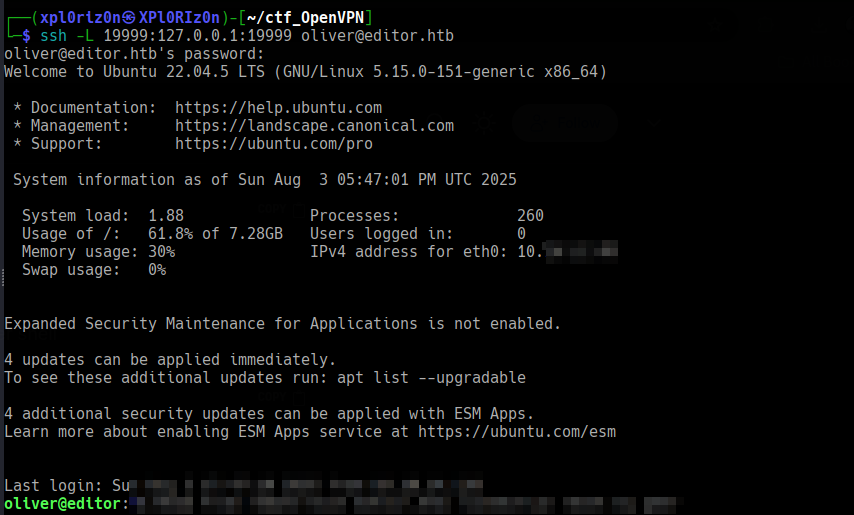 ┌──(xpl0riz0n㉿XPl0RIz0n)-[~/ctf_OpenVPN]
└─$ ssh -L 19999:127.0.0.1:19999 oliver@editor.htb
oliver@editor.htb's password:
Welcome to Ubuntu 22.04.5 LTS (GNU/Linux 5.15.0-151-generic x86_64)
* Documentation:  https://help.ubuntu.com
* Management:     https://landscape.canonical.com
* Support:        https://ubuntu.com/pro
System information as of Sun Aug  3 05:47:01 PM UTC 2025
System load:  1.88              Processes:             260
Usage of /:   61.8% of 7.28GB   Users logged in:       0
Memory usage: 30%               IPv4 address for eth0: 10.
Swap usage:   0%
Expanded Security Maintenance for Applications is not enabled.
4 updates can be applied immediately.
To see these additional updates run: apt list --upgradable
4 additional security updates can be applied with ESM Apps.
Learn more about enabling ESM Apps service at https://ubuntu.com/esm
Last login: Su
oliver@editor: